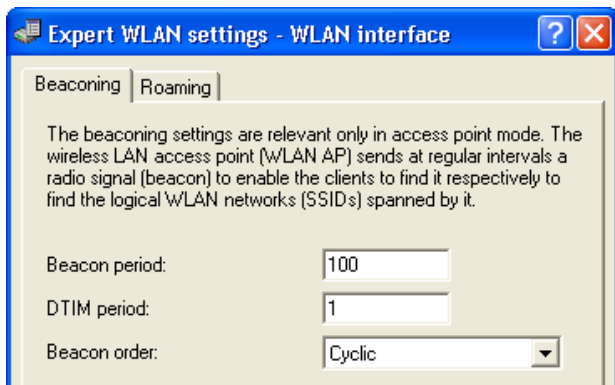 Expert WLAN settings - WLAN interface
Beaconing
Roaming
The beaconing settings are relevant only in access point mode. The
wireless LAN access point (WLAN AP) sends at regular intervals a
radio signal (beacon) to enable the clients to find it respectively to
find the logical WLAN networks (SSIDs) spanned by it.
Beacon period: 100
DTIM period: 1
Beacon order: Cyclic